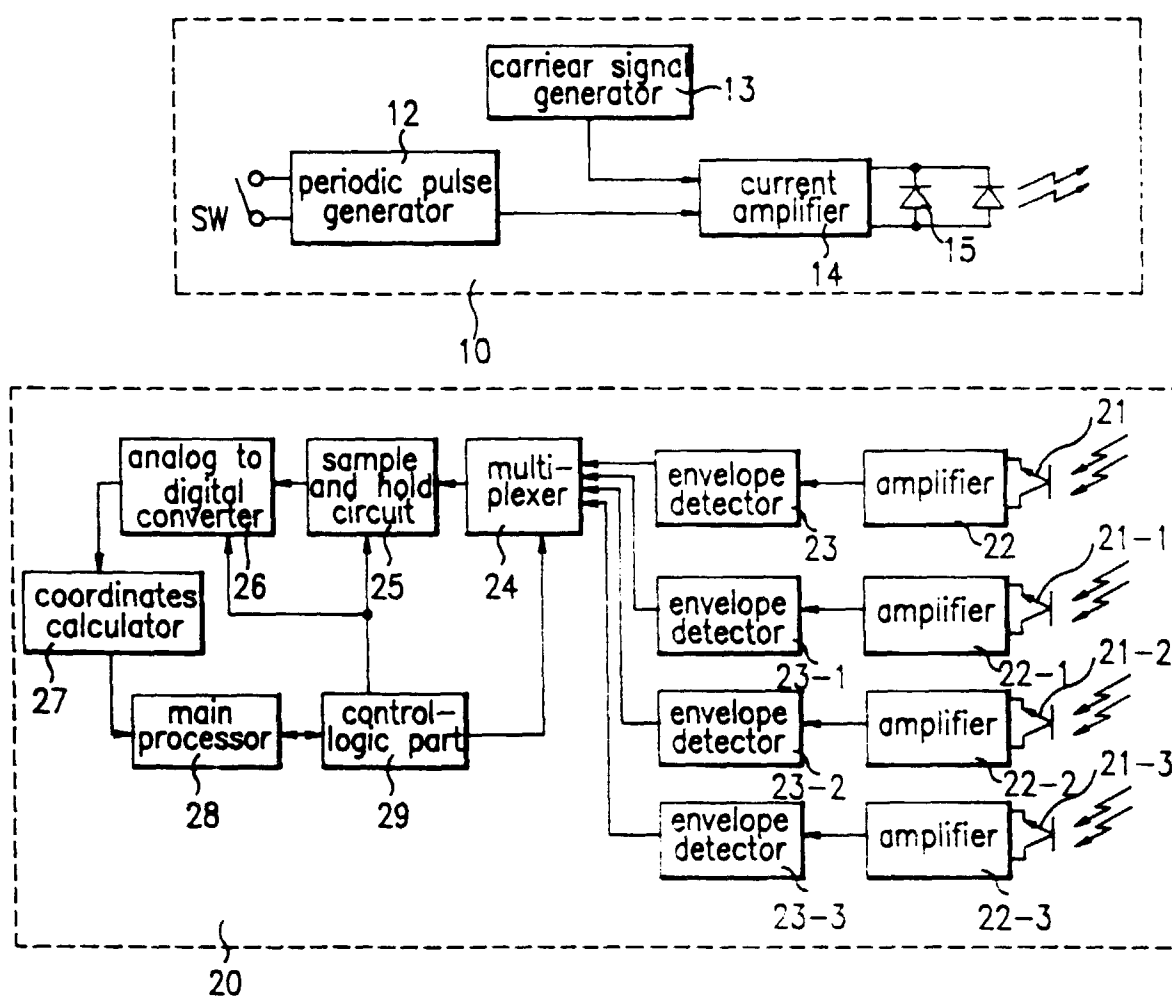 carriear signal
generator
13
12
periodic pulse
generator
SW
current
amplifier
14
15
10
analog to
digital
converter
26
sample
and hold
circuit
25
multi-
plexer
24
envelope
detector
23
amplifier
22
21
envelope
detector
23-1
amplifier
22-1
21-1
coordinates
calculator
27
main
processor
28
control-
logic part
29
envelope
detector
23-2
amplifier
22-2
21-2
envelope
detector
23-3
amplifier
22-3
21-3
20